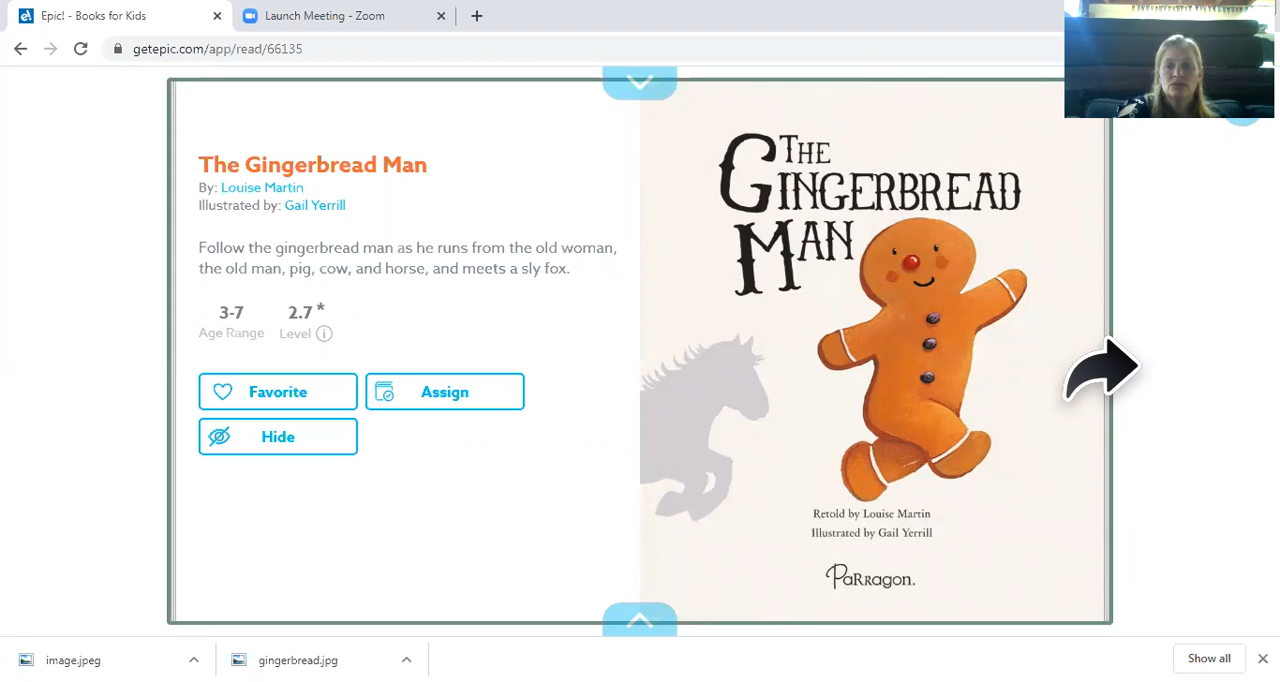 Epic! - Books for Kids
Launch Meeting - Zoom
getepic.com/app/read/66135
The Gingerbread Man
By: Louise Martin
Illustrated by: Gail Yerrill
Follow the gingerbread man as he runs from the old woman,
the old man, pig, cow, and horse, and meets a sly fox.
3-7
Age Range
2.7 *
Level
Favorite
Assign
Hide
THE
GINGERBREAD
MAN
Retold by Louise Martin
Illustrated by Gail Yerrill
PaRragon.
image.jpeg
gingerbread.jpg
Show all